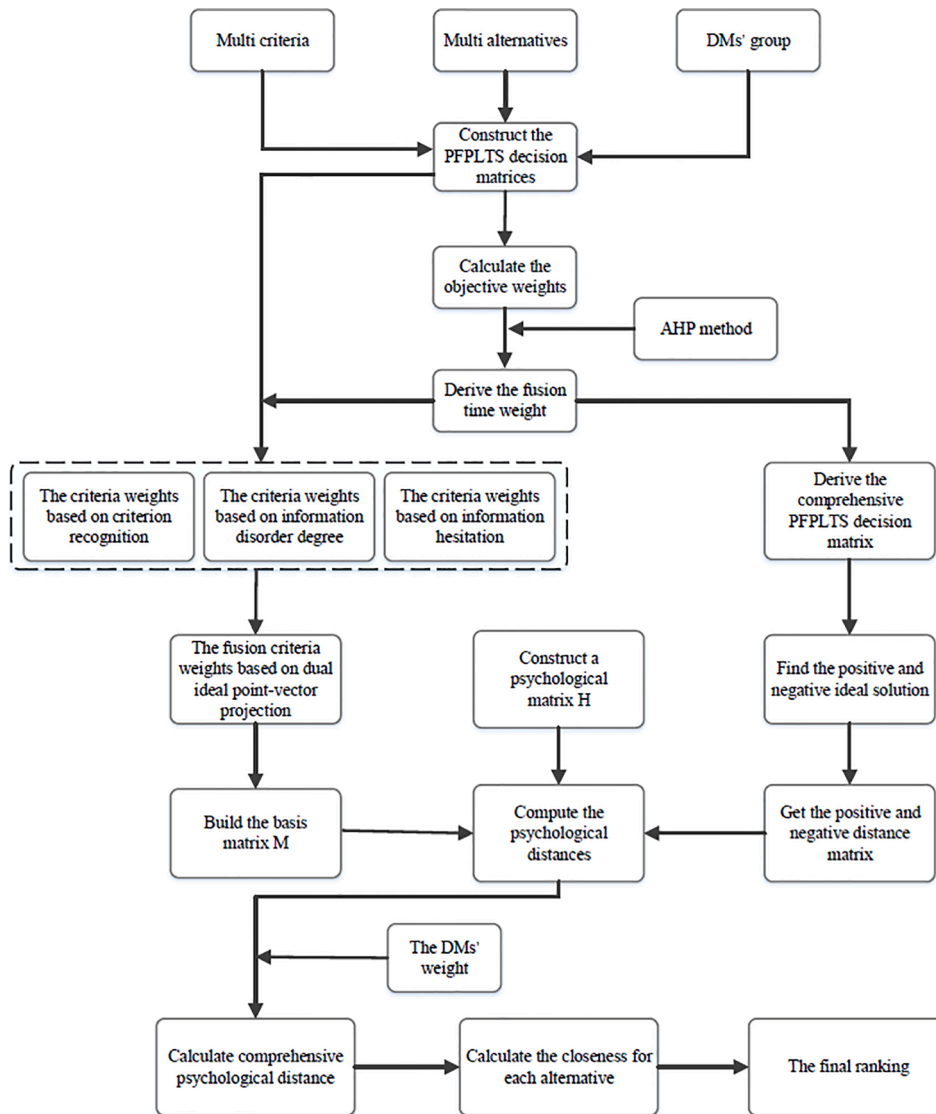 Multi criteria
Multi alternatives
DMs' group
Construct the
PFPLTS decision
matrices
Calculate the
objective weights
AHP method
Derive the fusion
time weight
The criteria weights
based on criterion
recognition
The criteria weights
based on information
disorder degree
The criteria weights
based on information
hesitation
Derive the
comprehensive
PFPLTS decision
matrix
The fusion criteria
weights based on dual
ideal point-vector
projection
Construct a
psychological
matrix H
Find the positive and
negative ideal solution
Build the basis
matrix M
Compute the
psychological
distances
Get the positive and
negative distance
matrix
The DMs'
weight
Calculate comprehensive
psychological distance
Calculate the closeness for
each alternative
The final ranking